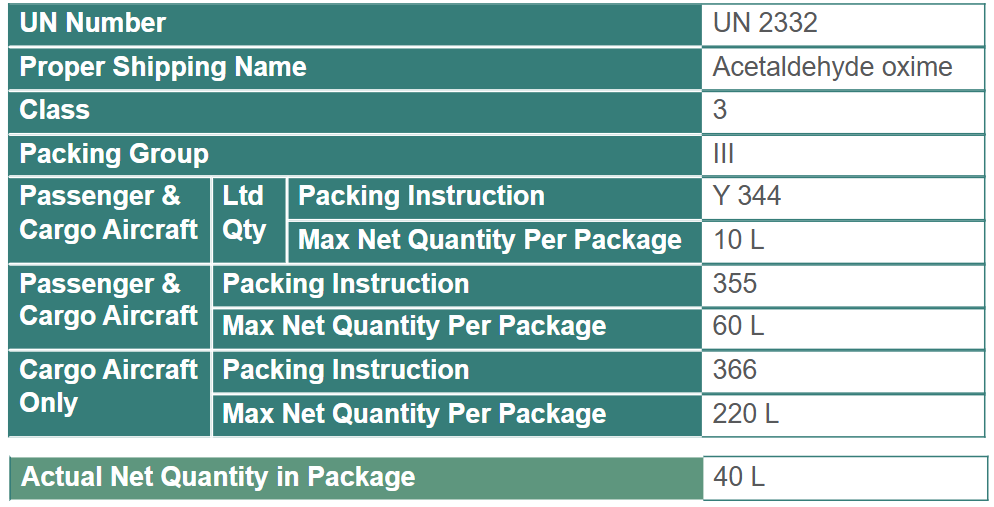 UN Number
UN 2332
Proper Shipping Name
Acetaldehyde oxime
Class
3
Packing Group
III
Passenger &
Cargo Aircraft
Ltd
Qty
Packing Instruction
Y 344
Max Net Quantity Per Package
10 L
Passenger &
Cargo Aircraft
Packing Instruction
355
Max Net Quantity Per Package
60 L
Cargo Aircraft
Only
Packing Instruction
366
Max Net Quantity Per Package
220 L
Actual Net Quantity in Package
40 L